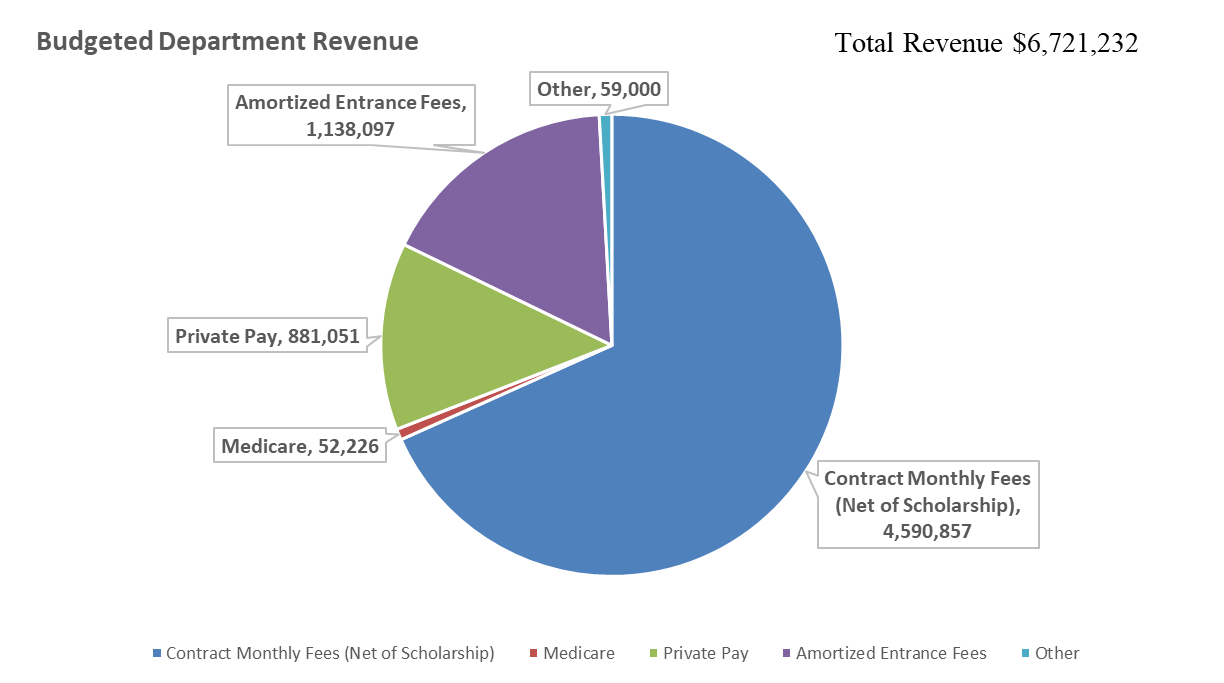 Budgeted Department Revenue
Total Revenue $6,721,232
Other, 59,000
Amortized Entrance Fees,
1,138,097
Private Pay, 881,051
Medicare, 52,226
Contract Monthly Fees
(Net of Scholarship),
4,590,857
Contract Monthly Fees (Net of Scholarship)
Medicare
Private Pay
Amortized Entrance Fees
Other